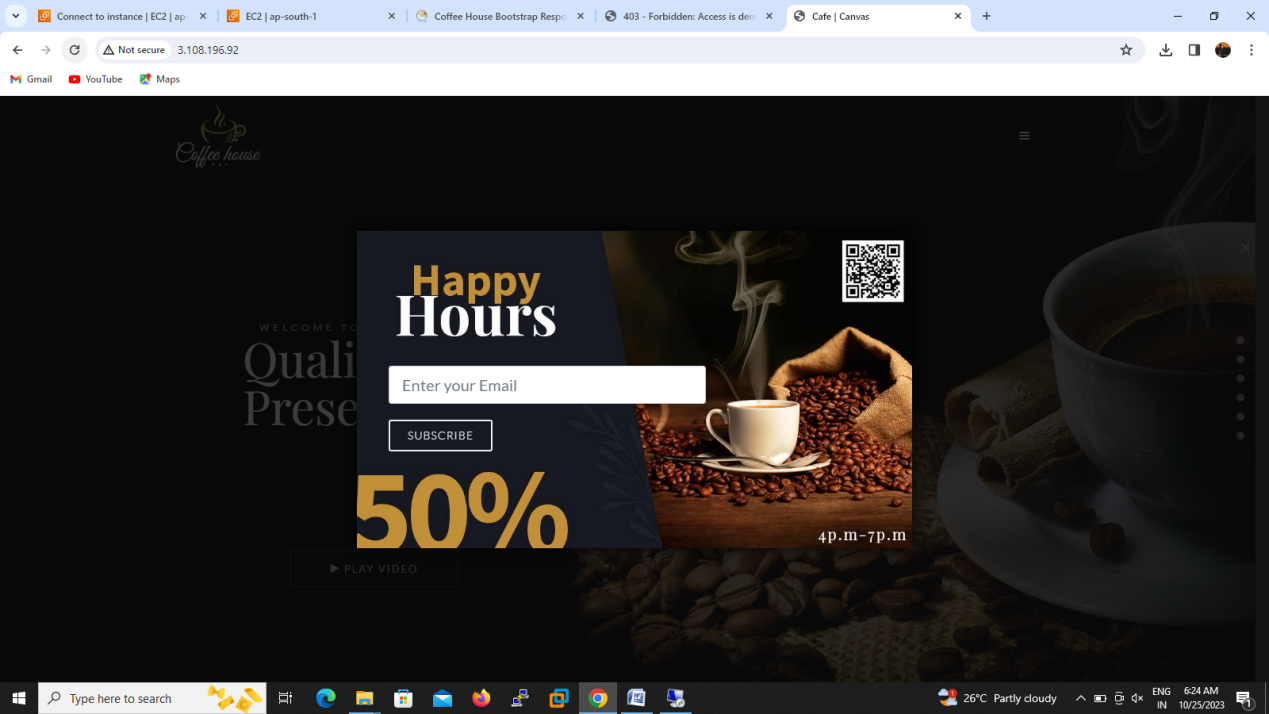 Connect to instance | EC2 | ap-
EC2 | ap-south-1
Coffee House Bootstrap Respo
403 - Forbidden: Access is den
Cafe | Canvas
Not secure
3.108.196.92
Gmail
YouTube
Maps
Coffee house
Happy
Hours
WELCOME TO
Quali
Prese
Enter your Email
SUBSCRIBE
50%
4p.m-7p.m
PLAY VIDEO
Type here to search
26°C Partly cloudy
ENG
IN
6:24 AM
10/25/2023
1